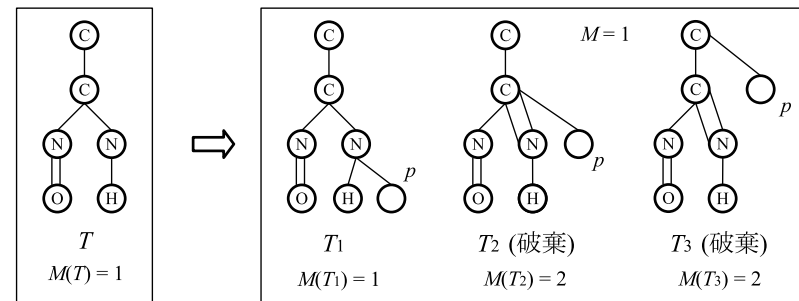 C
C
N N
O H
T
M(T) = 1
M = 1
C
C
N N
O H p
T1
M(T1) = 1
C
C
N N p
O H
T2 (破棄)
M(T2) = 2
C
C p
N N
O H
T3 (破棄)
M(T3) = 2